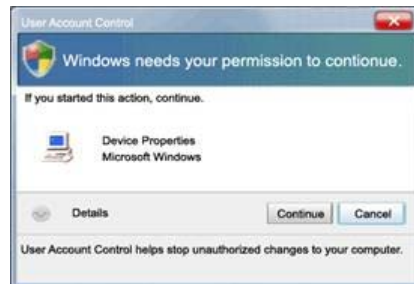 User Account Control
Windows needs your permission to contionue.
If you started this action, continue.
Device Properties
Microsoft Windows
Details
Continue
Cancel
User Account Control helps stop unauthorized changes to your computer.